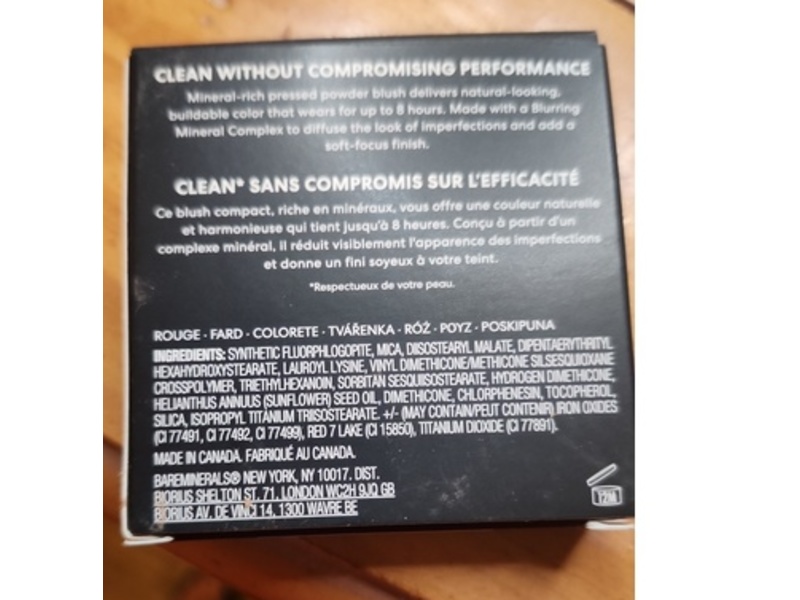 CLEAN WITHOUT COMPROMISING PERFORMANCE
Mineral-rich pressed powder blush delivers natural-looking,
buildable color that wears for up to 8 hours. Made with a Blurring
Mineral Complex to diffuse the look of imperfections and add a
soft-focus finish.
CLEAN* SANS COMPROMIS SUR L'EFFICACITÉ
Ce blush compact, riche en minéraux, vous offre une couleur naturelle
et harmonieuse qui tient jusqu'à 8 heures. Conçu à partir d'un
complexe minéral, il réduit visiblement l'apparence des imperfections
et donne un fini soyeux à votre teint.
*Respectueux de votre peau.
ROUGE · FARD · COLORETE · TVÁŘENKA · RÓŻ · POYZ · POSKIPUNA
INGREDIENTS: SYNTHETIC FLUORPHLOGOPITE, MICA, DIISOSTEARYL MALATE, DIPENTAERYTHRITYL
HEXAHYDROXYSTEARATE, LAUROYL LYSINE, VINYL DIMETHICONE/METHICONE SILSESQUIOXANE
CROSSPOLYMER, TRIETHYLHEXANOIN, SORBITAN SESQUIISOSTEARATE, HYDROGEN DIMETHICONE,
HELIANTHUS ANNUUS (SUNFLOWER) SEED OIL, DIMETHICONE, CHLORPHENESIN, TOCOPHEROL,
SILICA, ISOPROPYL TITANIUM TRIISOSTEARATE. +/- (MAY CONTAIN/PEUT CONTENIR) IRON OXIDES
(CI 77491, CI 77492, CI 77499), RED 7 LAKE (CI 15850), TITANIUM DIOXIDE (CI 77891).
MADE IN CANADA. FABRIQUÉ AU CANADA.
BAREMINERALS® NEW YORK, NY 10017. DIST.
BIORIUS SHELTON ST. 71, LONDON WC2H 9JQ GB
BIORIUS AV. DE VINCI 14, 1300 WAVRE BE
12M